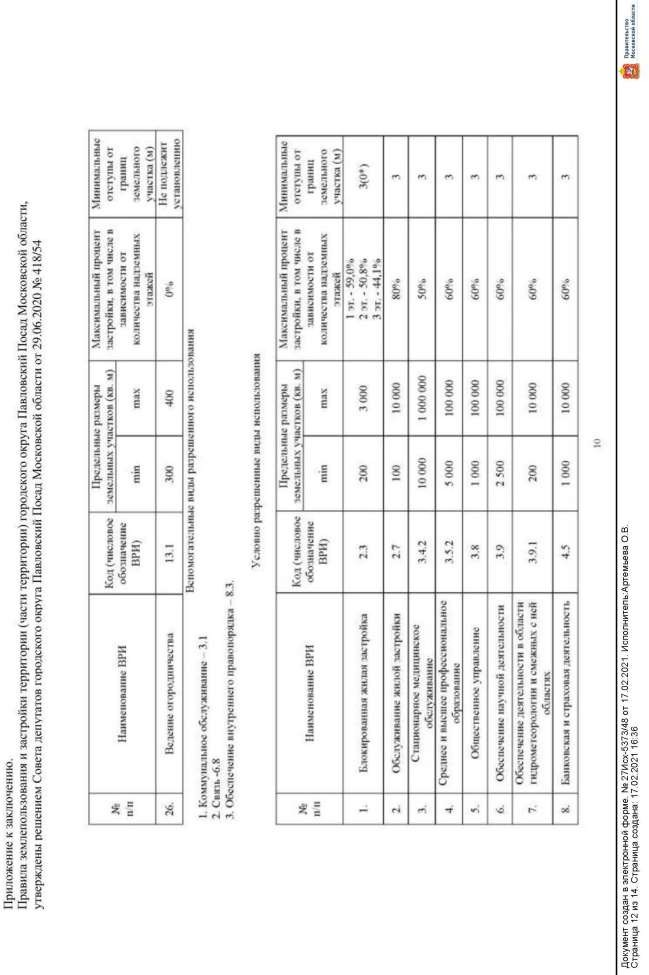 Приложение к заключению.
Правила землепользования и застройки территории (части территории) городского округа Павловский Посад Московской области,
утверждены решением Совета депутатов городского округа Павловский Посад Московской области от 29.06.2020 № 418/54
№ п/п Наименование ВРИ Код (числовое обозначение ВРИ) Предельные размеры земельных участков (кв. м) Максимальный процент застройки, в том числе в зависимости от количества надземных этажей Минимальные отступы от границ земельного участка (м)
min max
26. Ведение огородничества 13.1 300 400 0% Не подлежит установлению
Вспомогательные виды разрешенного использования
1. Коммунальное обслуживание – 3.1
2. Связь -6.8
3. Обеспечение внутреннего правопорядка – 8.3.
Условно разрешенные виды использования
№ п/п Наименование ВРИ Код (числовое обозначение ВРИ) Предельные размеры земельных участков (кв. м) Максимальный процент застройки, в том числе в зависимости от количества надземных этажей Минимальные отступы от границ земельного участка (м)
min max
1. Блокированная жилая застройка 2.3 200 3 000 1 эт. - 59,0% 2 эт. - 50,8% 3 эт. - 44,1% 3(0*)
2. Обслуживание жилой застройки 2.7 100 10 000 80% 3
3. Стационарное медицинское обслуживание 3.4.2 10 000 1 000 000 50% 3
4. Среднее и высшее профессиональное образование 3.5.2 5 000 100 000 60% 3
5. Общественное управление 3.8 1 000 100 000 60% 3
6. Обеспечение научной деятельности 3.9 2 500 100 000 60% 3
7. Обеспечение деятельности в области гидрометеорологии и смежных с ней областях 3.9.1 200 10 000 60% 3
8. Банковская и страховая деятельность 4.5 1 000 10 000 60% 3
10
Документ создан в электронной форме. № 27Исх-5373/48 от 17.02.2021. Исполнитель:Артемьева О.В.
Страница 12 из 14. Страница создана: 17.02.2021 16:36
Правительство
Московской области